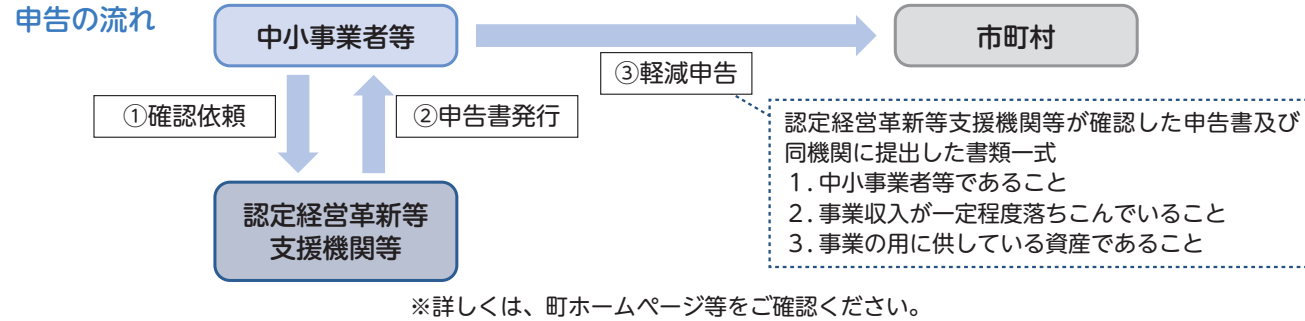 申告の流れ
中小事業者等
市町村
③軽減申告
①確認依頼
②申告書発行
認定経営革新等
支援機関等
認定経営革新等支援機関等が確認した申告書及び
同機関に提出した書類一式
1．中小事業者等であること
2．事業収入が一定程度落ちこんでいること
3．事業の用に供している資産であること
※詳しくは、町ホームページ等をご確認ください。